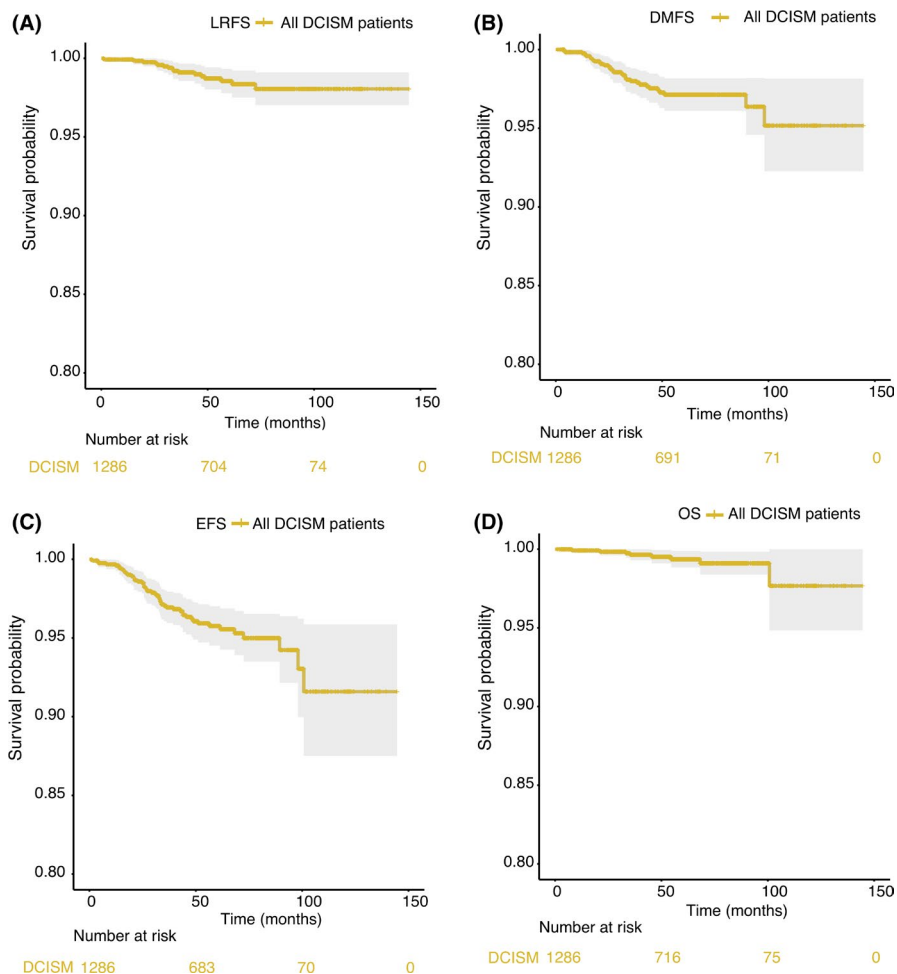 (A)
LRFS All DCISM patients
Survival probability
1.00
0.95
0.90
0.85
0.80
0 50 100 150
Time (months)
Number at risk
DCISM 1286 704 74 0
(B)
DMFS All DCISM patients
Survival probability
1.00
0.95
0.90
0.85
0.80
0 50 100 150
Time (months)
Number at risk
DCISM 1286 691 71 0
(C)
EFS All DCISM patients
Survival probability
1.00
0.95
0.90
0.85
0.80
0 50 100 150
Time (months)
Number at risk
DCISM 1286 683 70 0
(D)
OS All DCISM patients
Survival probability
1.00
0.95
0.90
0.85
0.80
0 50 100 150
Time (months)
Number at risk
DCISM 1286 716 75 0